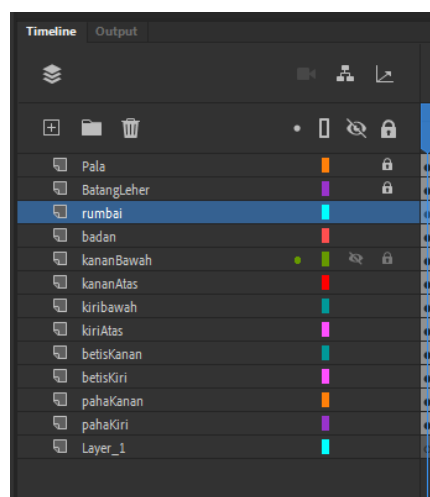 Timeline Output
Pala
BatangLeher
rumbai
badan
kananBawah
kananAtas
kiribawah
kiriAtas
betisKanan
betisKiri
pahaKanan
pahaKiri
Layer_1